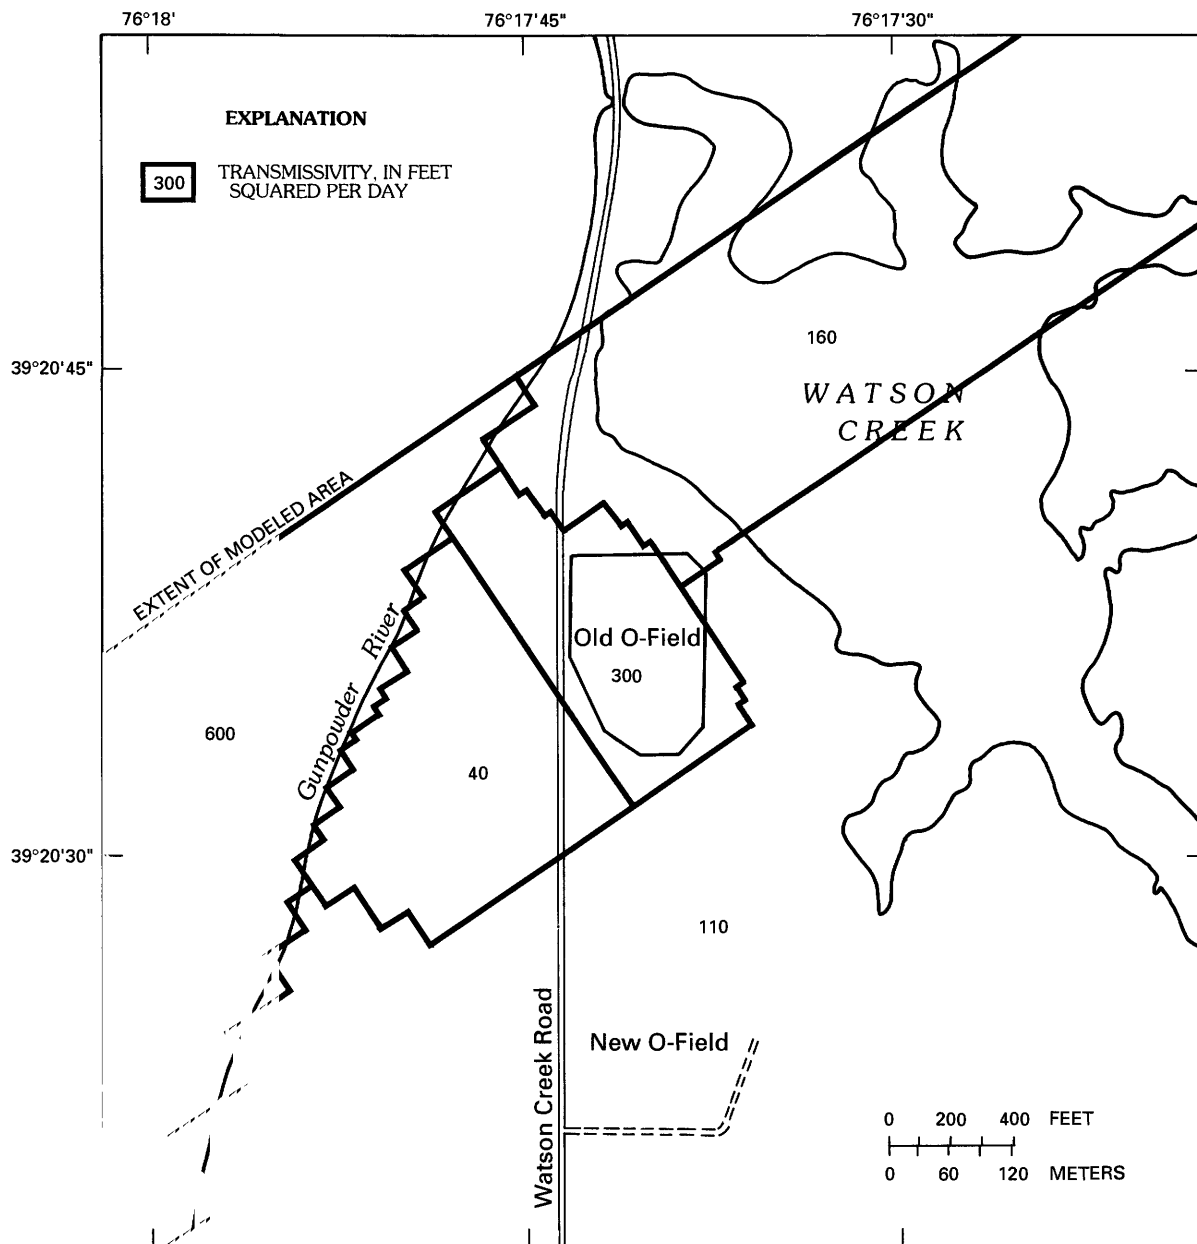 76°18'
76°17'45"
76°17'30"
EXPLANATION
300
TRANSMISSIVITY, IN FEET
SQUARED PER DAY
160
39°20'45"
WATSON
CREEK
EXTENT OF MODELED AREA
Gunpowder River
Old O-Field
300
600
40
39°20'30"
110
Watson Creek Road
New O-Field
0 200 400 FEET
0 60 120 METERS